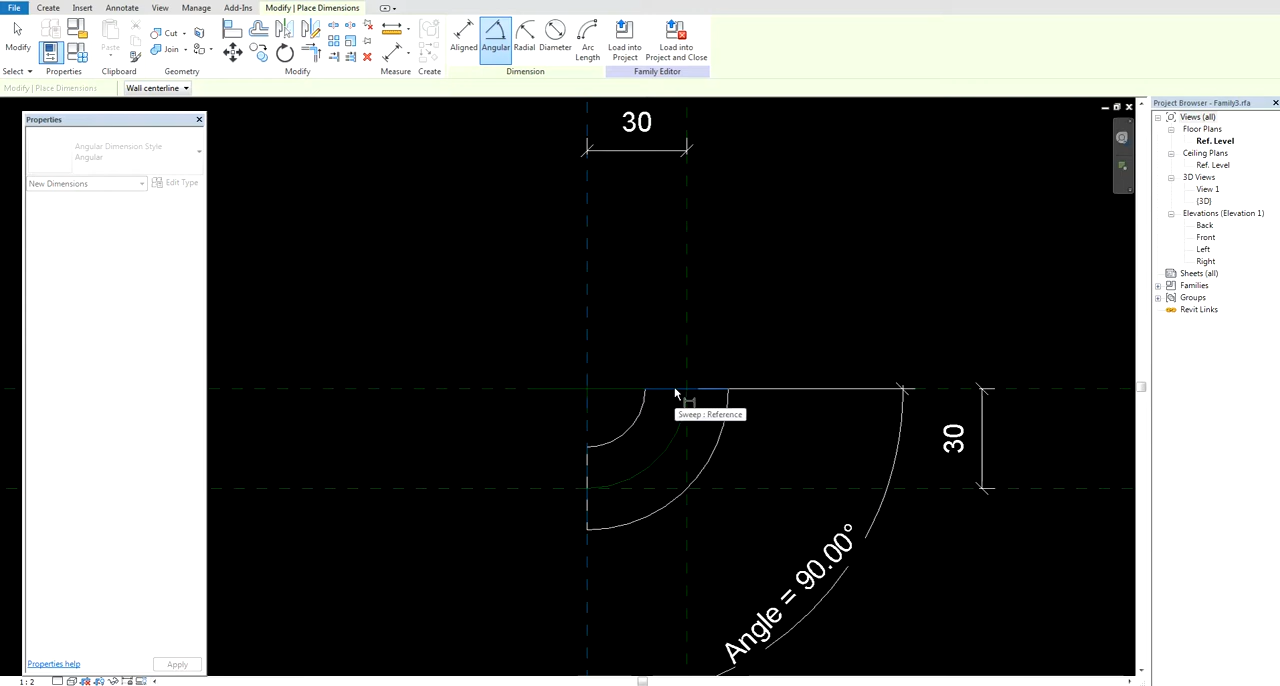 File Create Insert Annotate View Manage Add-Ins Modify | Place Dimensions
Modify Paste Cut Join Aligned Angular Radial Diameter Arc Length Load into Project Load into Project and Close
Select Properties Clipboard Geometry Modify Measure Create Dimension Family Editor
Modify | Place Dimensions Wall centerline
Properties
Angular Dimension Style
Angular
New Dimensions Edit Type
Properties help Apply
1 : 2
30
Sweep : Reference
30
Angle = 90.00°
Project Browser - Family3.rfa
Views (all)
Floor Plans
Ref. Level
Ceiling Plans
Ref. Level
3D Views
View 1
{3D}
Elevations (Elevation 1)
Back
Front
Left
Right
Sheets (all)
Families
Groups
Revit Links